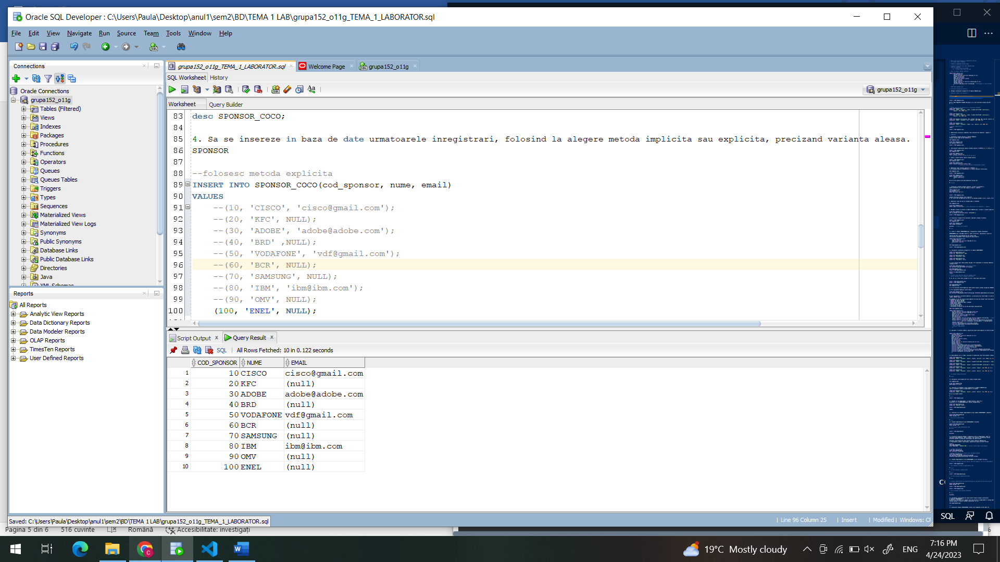 Oracle SQL Developer : C:\Users\Paula\Desktop\anul1\sem2\BD\TEMA 1 LAB\grupa152_o11g_TEMA_1_LABORATOR.sql
File Edit View Navigate Run Source Team Tools Window Help
Connections
Oracle Connections
grupa152_o11g
Tables (Filtered)
Views
Indexes
Packages
Procedures
Functions
Operators
Queues
Queues Tables
Triggers
Types
Sequences
Materialized Views
Materialized View Logs
Synonyms
Public Synonyms
Database Links
Public Database Links
Directories
Java
XML Schemas
Reports
All Reports
Analytic View Reports
Data Dictionary Reports
Data Modeler Reports
OLAP Reports
TimesTen Reports
User Defined Reports
grupa152_o11g_TEMA_1_LABORATOR.sql Welcome Page grupa152_o11g
SQL Worksheet History
grupa152_o11g
Worksheet Query Builder
83 desc SPONSOR_COCO;
84
85 4. Sa se insereze in baza de date urmatoarele inregistrari, folosind la alegere metoda implicita sau explicita, precizand varianta aleasa.
86 SPONSOR
87
88 --folosesc metoda explicita
89 INSERT INTO SPONSOR_COCO(cod_sponsor, nume, email)
90 VALUES
91 --(10, 'CISCO', 'cisco@gmail.com');
92 --(20, 'KFC', NULL);
93 --(30, 'ADOBE', 'adobe@adobe.com');
94 --(40, 'BRD' ,NULL);
95 --(50, 'VODAFONE', 'vdf@gmail.com');
96 --(60, 'BCR', NULL);
97 --(70, 'SAMSUNG', NULL);
98 --(80, 'IBM', 'ibm@ibm.com');
99 --(90, 'OMV', NULL);
100 (100, 'ENEL', NULL);
Script Output Query Result
SQL | All Rows Fetched: 10 in 0.122 seconds
COD_SPONSOR NUME EMAIL
1 10 CISCO cisco@gmail.com
2 20 KFC (null)
3 30 ADOBE adobe@adobe.com
4 40 BRD (null)
5 50 VODAFONE vdf@gmail.com
6 60 BCR (null)
7 70 SAMSUNG (null)
8 80 IBM ibm@ibm.com
9 90 OMV (null)
10 100 ENEL (null)
Saved: C:\Users\Paula\Desktop\anul1\sem2\BD\TEMA 1 LAB\grupa152_o11g_TEMA_1_LABORATOR.sql
| Line 96 Column 25 | Insert | Modified | Windows: CF
SQL
Pagina 5 din 6 516 cuvinte Română Accesibilitate: investigați
19°C Mostly cloudy
ENG
7:16 PM
4/24/2023